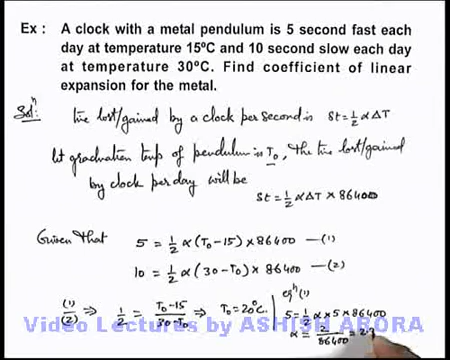 Ex : A clock with a metal pendulum is 5 second fast each
day at temperature 15ºC and 10 second slow each day
at temperature 30ºC. Find coefficient of linear
expansion for the metal.
Solⁿ: Time lost/gained by a clock per second is δt = ½ α ΔT
let graduation temp of pendulum is T₀, the time lost/gained
by clock per day will be
δt = ½ α ΔT × 86400
Given that 5 = ½ α (T₀ - 15) × 86400 — (1)
10 = ½ α (30 - T₀) × 86400 — (2)
(1)/(2) ⇒ 1/2 = (T₀ - 15)/(30 - T₀) ⇒ T₀ = 20°C.
eqⁿ (1)
5 = ½ α × 5 × 86400
α = 2/86400 = 2.3
Video Lectures by ASHISH ARORA